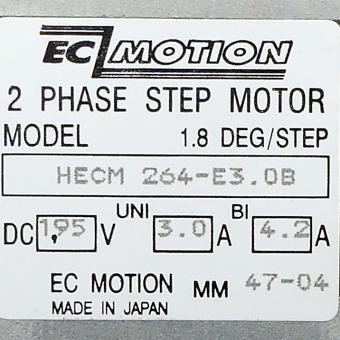 EC MOTION
2 PHASE STEP MOTOR
MODEL 1.8 DEG/STEP
HECM 264-E3.0B
DC 1,95 V UNI 3.0 A BI 4.2 A
EC MOTION MM 47-04
MADE IN JAPAN